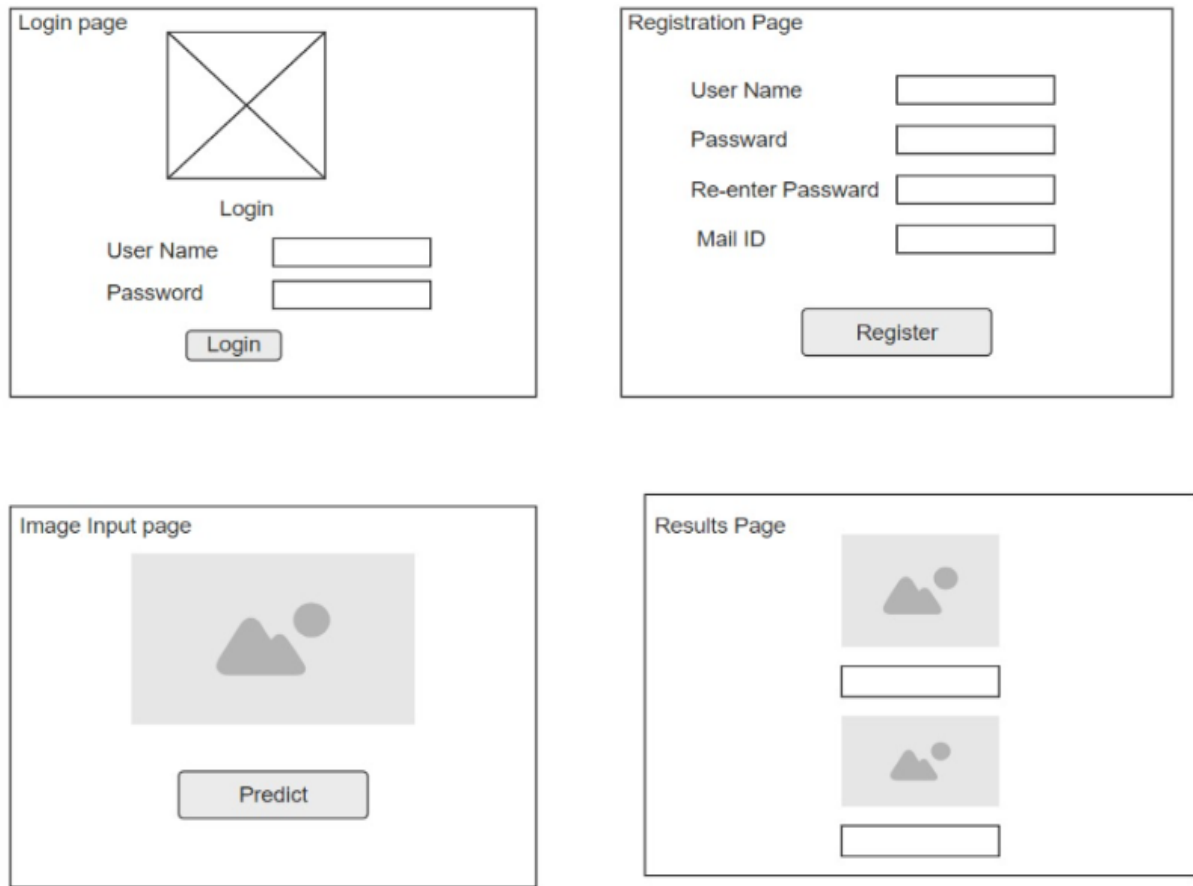 Login page
Login
User Name
Password
Login
Registration Page
User Name
Passward
Re-enter Passward
Mail ID
Register
Image Input page
Predict
Results Page